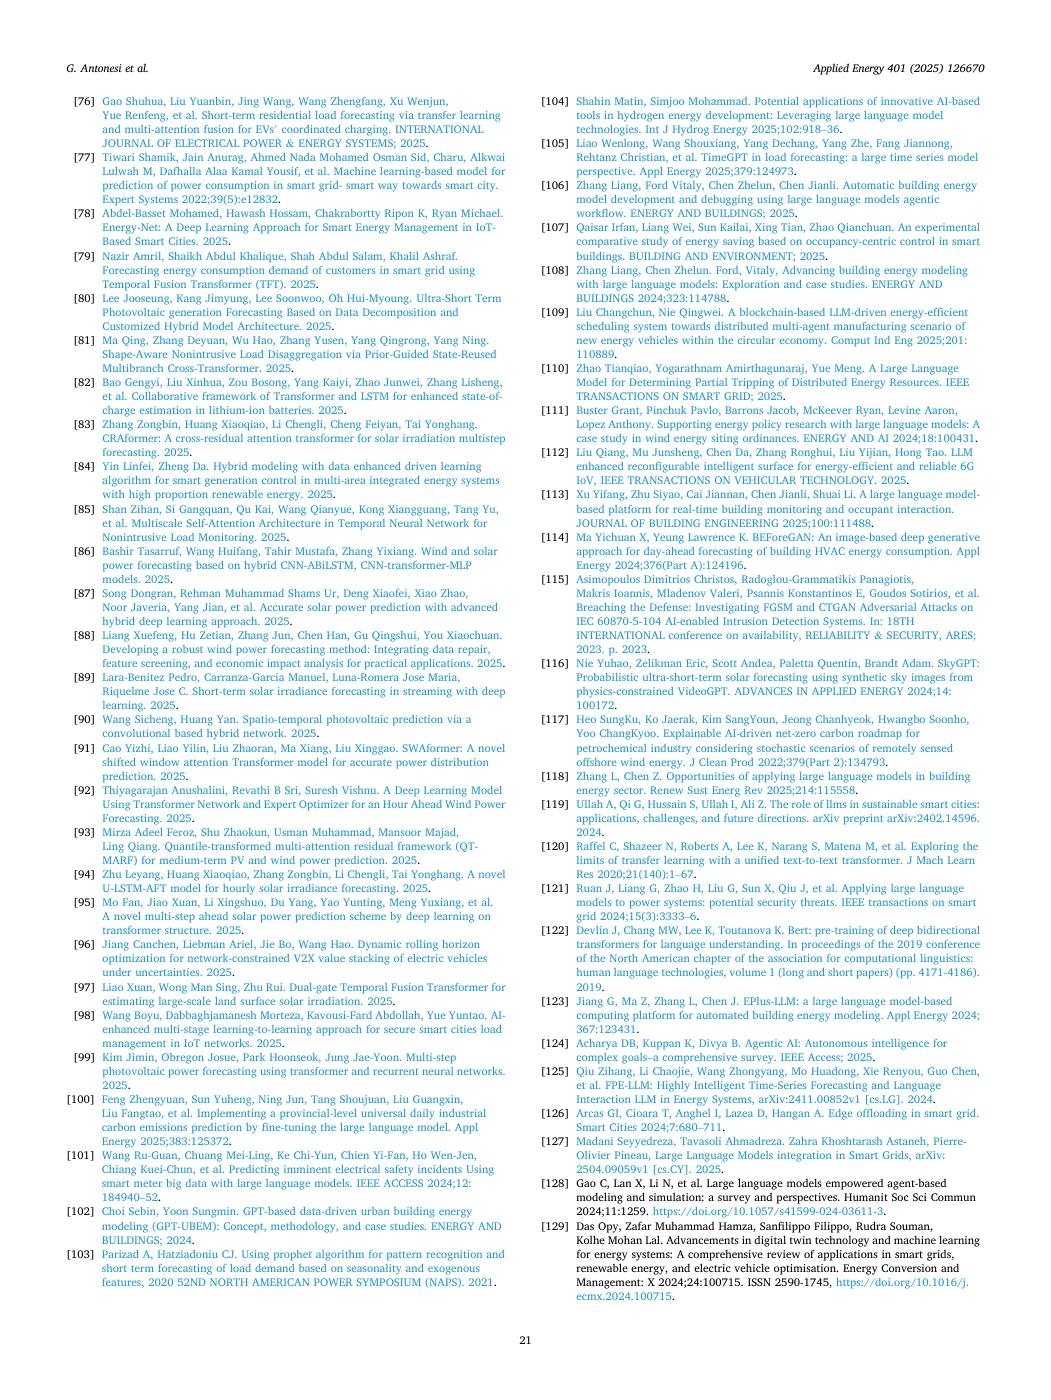 G. Antonesi et al.
Applied Energy 401 (2025) 126670
[76] Gao Shuhua, Liu Yuanbin, Jing Wang, Wang Zhengfang, Xu Wenjun,
Yue Renfeng, et al. Short-term residential load forecasting via transfer learning
and multi-attention fusion for EVs' coordinated charging. INTERNATIONAL
JOURNAL OF ELECTRICAL POWER & ENERGY SYSTEMS; 2025.
[77] Tiwari Shamik, Jain Anurag, Ahmed Nada Mohamed Osman Sid, Charu, Alkwai
Lulwah M, Dafhalla Alaa Kamal Yousif, et al. Machine learning-based model for
prediction of power consumption in smart grid- smart way towards smart city.
Expert Systems 2022;39(5):e12832.
[78] Abdel-Basset Mohamed, Hawash Hossam, Chakrabortty Ripon K, Ryan Michael.
Energy-Net: A Deep Learning Approach for Smart Energy Management in IoT-
Based Smart Cities. 2025.
[79] Nazir Amril, Shaikh Abdul Khalique, Shah Abdul Salam, Khalil Ashraf.
Forecasting energy consumption demand of customers in smart grid using
Temporal Fusion Transformer (TFT). 2025.
[80] Lee Jooseung, Kang Jimyung, Lee Soonwoo, Oh Hui-Myoung. Ultra-Short Term
Photovoltaic generation Forecasting Based on Data Decomposition and
Customized Hybrid Model Architecture. 2025.
[81] Ma Qing, Zhang Deyuan, Wu Hao, Zhang Yusen, Yang Qingrong, Yang Ning.
Shape-Aware Nonintrusive Load Disaggregation via Prior-Guided State-Reused
Multibranch Cross-Transformer. 2025.
[82] Bao Gengyi, Liu Xinhua, Zou Bosong, Yang Kaiyi, Zhao Junwei, Zhang Lisheng,
et al. Collaborative framework of Transformer and LSTM for enhanced state-of-
charge estimation in lithium-ion batteries. 2025.
[83] Zhang Zongbin, Huang Xiaoqiao, Li Chengli, Cheng Feiyan, Tai Yonghang.
CRAformer: A cross-residual attention transformer for solar irradiation multistep
forecasting. 2025.
[84] Yin Linfei, Zheng Da. Hybrid modeling with data enhanced driven learning
algorithm for smart generation control in multi-area integrated energy systems
with high proportion renewable energy. 2025.
[85] Shan Zihan, Si Gangquan, Qu Kai, Wang Qianyue, Kong Xiangguang, Tang Yu,
et al. Multiscale Self-Attention Architecture in Temporal Neural Network for
Nonintrusive Load Monitoring. 2025.
[86] Bashir Tasarruf, Wang Huifang, Tahir Mustafa, Zhang Yixiang. Wind and solar
power forecasting based on hybrid CNN-ABiLSTM, CNN-transformer-MLP
models. 2025.
[87] Song Dongran, Rehman Muhammad Shams Ur, Deng Xiaofei, Xiao Zhao,
Noor Javeria, Yang Jian, et al. Accurate solar power prediction with advanced
hybrid deep learning approach. 2025.
[88] Liang Xuefeng, Hu Zetian, Zhang Jun, Chen Han, Gu Qingshui, You Xiaochuan.
Developing a robust wind power forecasting method: Integrating data repair,
feature screening, and economic impact analysis for practical applications. 2025.
[89] Lara-Benitez Pedro, Carranza-Garcia Manuel, Luna-Romera Jose Maria,
Riquelme Jose C. Short-term solar irradiance forecasting in streaming with deep
learning. 2025.
[90] Wang Sicheng, Huang Yan. Spatio-temporal photovoltaic prediction via a
convolutional based hybrid network. 2025.
[91] Cao Yizhi, Liao Yilin, Liu Zhaoran, Ma Xiang, Liu Xinggao. SWAformer: A novel
shifted window attention Transformer model for accurate power distribution
prediction. 2025.
[92] Thiyagarajan Anushalini, Revathi B Sri, Suresh Vishnu. A Deep Learning Model
Using Transformer Network and Expert Optimizer for an Hour Ahead Wind Power
Forecasting. 2025.
[93] Mirza Adeel Feroz, Shu Zhaokun, Usman Muhammad, Mansoor Majad,
Ling Qiang. Quantile-transformed multi-attention residual framework (QT-
MARF) for medium-term PV and wind power prediction. 2025.
[94] Zhu Leyang, Huang Xiaoqiao, Zhang Zongbin, Li Chengli, Tai Yonghang. A novel
U-LSTM-AFT model for hourly solar irradiance forecasting. 2025.
[95] Mo Fan, Jiao Xuan, Li Xingshuo, Du Yang, Yao Yunting, Meng Yuxiang, et al.
A novel multi-step ahead solar power prediction scheme by deep learning on
transformer structure. 2025.
[96] Jiang Canchen, Liebman Ariel, Jie Bo, Wang Hao. Dynamic rolling horizon
optimization for network-constrained V2X value stacking of electric vehicles
under uncertainties. 2025.
[97] Liao Xuan, Wong Man Sing, Zhu Rui. Dual-gate Temporal Fusion Transformer for
estimating large-scale land surface solar irradiation. 2025.
[98] Wang Boyu, Dabbaghjamanesh Morteza, Kavousi-Fard Abdollah, Yue Yuntao. AI-
enhanced multi-stage learning-to-learning approach for secure smart cities load
management in IoT networks. 2025.
[99] Kim Jimin, Obregon Josue, Park Hoonseok, Jung Jae-Yoon. Multi-step
photovoltaic power forecasting using transformer and recurrent neural networks.
2025.
[100] Feng Zhengyuan, Sun Yuheng, Ning Jun, Tang Shoujuan, Liu Guangxin,
Liu Fangtao, et al. Implementing a provincial-level universal daily industrial
carbon emissions prediction by fine-tuning the large language model. Appl
Energy 2025;383:125372.
[101] Wang Ru-Guan, Chuang Mei-Ling, Ke Chi-Yun, Chien Yi-Fan, Ho Wen-Jen,
Chiang Kuei-Chun, et al. Predicting imminent electrical safety incidents Using
smart meter big data with large language models. IEEE ACCESS 2024;12:
184940–52.
[102] Choi Sebin, Yoon Sungmin. GPT-based data-driven urban building energy
modeling (GPT-UBEM): Concept, methodology, and case studies. ENERGY AND
BUILDINGS; 2024.
[103] Parizad A, Hatziadoniu CJ. Using prophet algorithm for pattern recognition and
short term forecasting of load demand based on seasonality and exogenous
features, 2020 52ND NORTH AMERICAN POWER SYMPOSIUM (NAPS). 2021.
[104] Shahin Matin, Simjoo Mohammad. Potential applications of innovative AI-based
tools in hydrogen energy development: Leveraging large language model
technologies. Int J Hydrog Energy 2025;102:918–36.
[105] Liao Wenlong, Wang Shouxiang, Yang Dechang, Yang Zhe, Fang Jiannong,
Rehtanz Christian, et al. TimeGPT in load forecasting: a large time series model
perspective. Appl Energy 2025;379:124973.
[106] Zhang Liang, Ford Vitaly, Chen Zhelun, Chen Jianli. Automatic building energy
model development and debugging using large language models agentic
workflow. ENERGY AND BUILDINGS; 2025.
[107] Qaisar Irfan, Liang Wei, Sun Kailai, Xing Tian, Zhao Qianchuan. An experimental
comparative study of energy saving based on occupancy-centric control in smart
buildings. BUILDING AND ENVIRONMENT; 2025.
[108] Zhang Liang, Chen Zhelun. Ford, Vitaly, Advancing building energy modeling
with large language models: Exploration and case studies. ENERGY AND
BUILDINGS 2024;323:114788.
[109] Liu Changchun, Nie Qingwei. A blockchain-based LLM-driven energy-efficient
scheduling system towards distributed multi-agent manufacturing scenario of
new energy vehicles within the circular economy. Comput Ind Eng 2025;201:
110889.
[110] Zhao Tianqiao, Yogarathnam Amirthagunaraj, Yue Meng. A Large Language
Model for Determining Partial Tripping of Distributed Energy Resources. IEEE
TRANSACTIONS ON SMART GRID; 2025.
[111] Buster Grant, Pinchuk Pavlo, Barrons Jacob, McKeever Ryan, Levine Aaron,
Lopez Anthony. Supporting energy policy research with large language models: A
case study in wind energy siting ordinances. ENERGY AND AI 2024;18:100431.
[112] Liu Qiang, Mu Junsheng, Chen Da, Zhang Ronghui, Liu Yijian, Hong Tao. LLM
enhanced reconfigurable intelligent surface for energy-efficient and reliable 6G
IoV, IEEE TRANSACTIONS ON VEHICULAR TECHNOLOGY. 2025.
[113] Xu Yifang, Zhu Siyao, Cai Jiannan, Chen Jianli, Shuai Li. A large language model-
based platform for real-time building monitoring and occupant interaction.
JOURNAL OF BUILDING ENGINEERING 2025;100:111488.
[114] Ma Yichuan X, Yeung Lawrence K. BEForeGAN: An image-based deep generative
approach for day-ahead forecasting of building HVAC energy consumption. Appl
Energy 2024;376(Part A):124196.
[115] Asimopoulos Dimitrios Christos, Radoglou-Grammatikis Panagiotis,
Makris Ioannis, Mladenov Valeri, Psannis Konstantinos E, Goudos Sotirios, et al.
Breaching the Defense: Investigating FGSM and CTGAN Adversarial Attacks on
IEC 60870-5-104 AI-enabled Intrusion Detection Systems. In: 18TH
INTERNATIONAL conference on availability, RELIABILITY & SECURITY, ARES;
2023. p. 2023.
[116] Nie Yuhao, Zelikman Eric, Scott Andea, Paletta Quentin, Brandt Adam. SkyGPT:
Probabilistic ultra-short-term solar forecasting using synthetic sky images from
physics-constrained VideoGPT. ADVANCES IN APPLIED ENERGY 2024;14:
100172.
[117] Heo SungKu, Ko Jaerak, Kim SangYoun, Jeong Chanhyeok, Hwangbo Soonho,
Yoo ChangKyoo. Explainable AI-driven net-zero carbon roadmap for
petrochemical industry considering stochastic scenarios of remotely sensed
offshore wind energy. J Clean Prod 2022;379(Part 2):134793.
[118] Zhang L, Chen Z. Opportunities of applying large language models in building
energy sector. Renew Sust Energ Rev 2025;214:115558.
[119] Ullah A, Qi G, Hussain S, Ullah I, Ali Z. The role of llms in sustainable smart cities:
applications, challenges, and future directions. arXiv preprint arXiv:2402.14596.
2024.
[120] Raffel C, Shazeer N, Roberts A, Lee K, Narang S, Matena M, et al. Exploring the
limits of transfer learning with a unified text-to-text transformer. J Mach Learn
Res 2020;21(140):1–67.
[121] Ruan J, Liang G, Zhao H, Liu G, Sun X, Qiu J, et al. Applying large language
models to power systems: potential security threats. IEEE transactions on smart
grid 2024;15(3):3333–6.
[122] Devlin J, Chang MW, Lee K, Toutanova K. Bert: pre-training of deep bidirectional
transformers for language understanding. In proceedings of the 2019 conference
of the North American chapter of the association for computational linguistics:
human language technologies, volume 1 (long and short papers) (pp. 4171-4186).
2019.
[123] Jiang G, Ma Z, Zhang L, Chen J. EPlus-LLM: a large language model-based
computing platform for automated building energy modeling. Appl Energy 2024;
367:123431.
[124] Acharya DB, Kuppan K, Divya B. Agentic AI: Autonomous intelligence for
complex goals–a comprehensive survey. IEEE Access; 2025.
[125] Qiu Zihang, Li Chaojie, Wang Zhongyang, Mo Huadong, Xie Renyou, Guo Chen,
et al. FPE-LLM: Highly Intelligent Time-Series Forecasting and Language
Interaction LLM in Energy Systems, arXiv:2411.00852v1 [cs.LG]. 2024.
[126] Arcas GI, Cioara T, Anghel I, Lazea D, Hangan A. Edge offloading in smart grid.
Smart Cities 2024;7:680–711.
[127] Madani Seyyedreza, Tavasoli Ahmadreza. Zahra Khoshtarash Astaneh, Pierre-
Olivier Pineau, Large Language Models integration in Smart Grids, arXiv:
2504.09059v1 [cs.CY]. 2025.
[128] Gao C, Lan X, Li N, et al. Large language models empowered agent-based
modeling and simulation: a survey and perspectives. Humanit Soc Sci Commun
2024;11:1259. https://doi.org/10.1057/s41599-024-03611-3.
[129] Das Opy, Zafar Muhammad Hamza, Sanfilippo Filippo, Rudra Souman,
Kolhe Mohan Lal. Advancements in digital twin technology and machine learning
for energy systems: A comprehensive review of applications in smart grids,
renewable energy, and electric vehicle optimisation. Energy Conversion and
Management: X 2024;24:100715. ISSN 2590-1745, https://doi.org/10.1016/j.
ecmx.2024.100715.
21